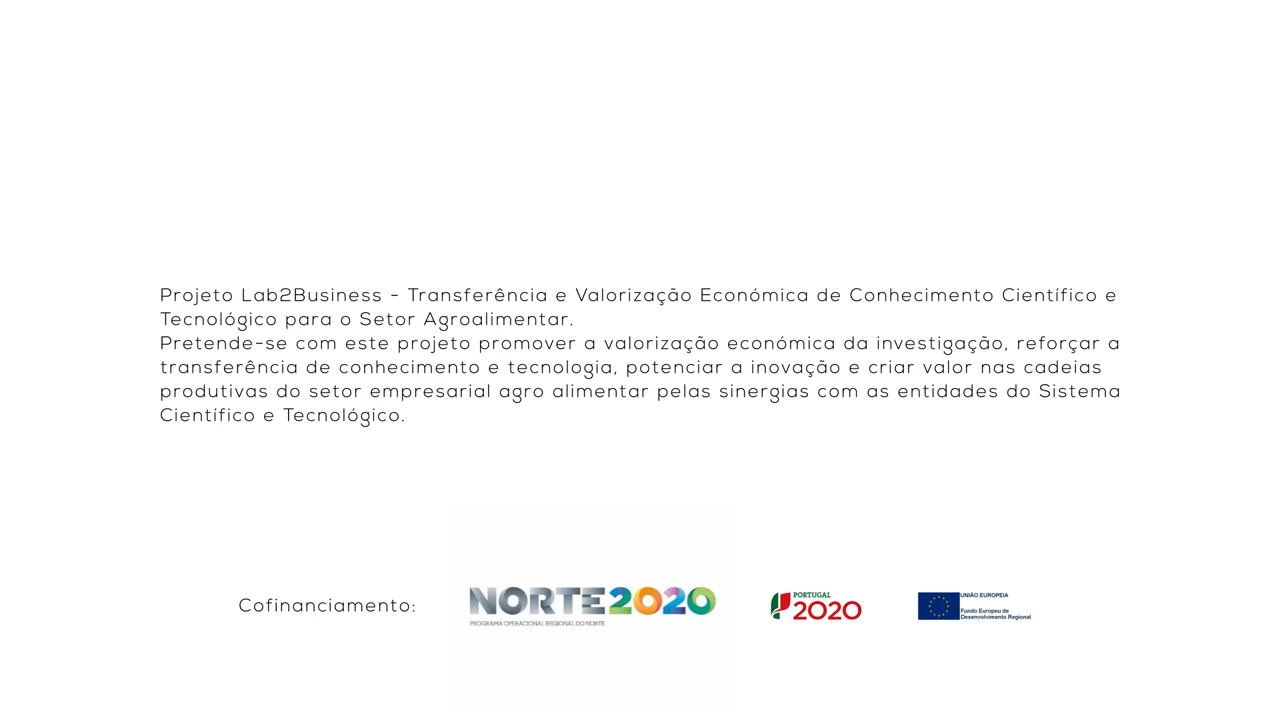 Projeto Lab2Business - Transferência e Valorização Económica de Conhecimento Científico e
Tecnológico para o Setor Agroalimentar.
Pretende-se com este projeto promover a valorização económica da investigação, reforçar a
transferência de conhecimento e tecnologia, potenciar a inovação e criar valor nas cadeias
produtivas do setor empresarial agro alimentar pelas sinergias com as entidades do Sistema
Científico e Tecnológico.
Cofinanciamento:
NORTE2020
PROGRAMA OPERACIONAL REGIONAL DO NORTE
PORTUGAL
2020
UNIÃO EUROPEIA
Fundo Europeu de
Desenvolvimento Regional